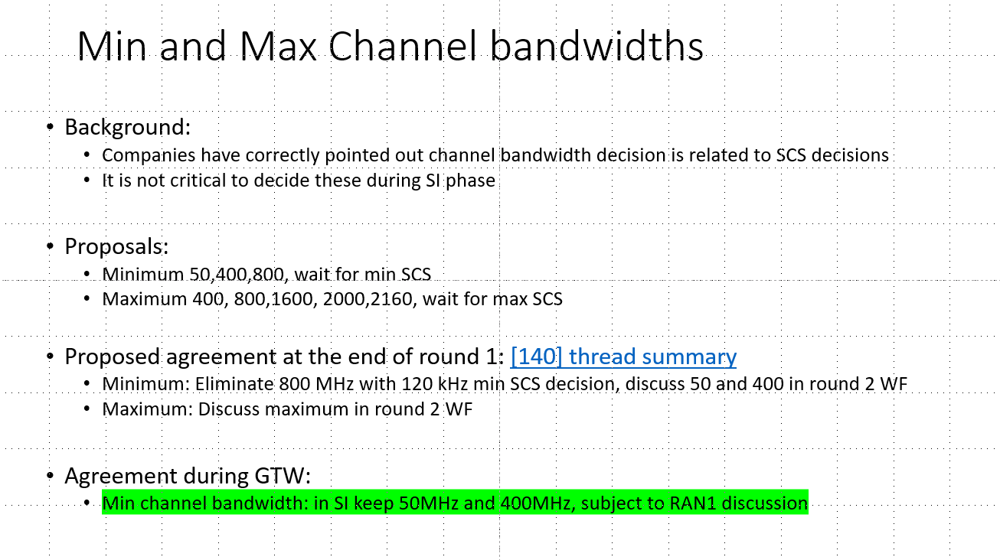 Min and Max Channel bandwidths
• Background:
• Companies have correctly pointed out channel bandwidth decision is related to SCS decisions
• It is not critical to decide these during SI phase
• Proposals:
• Minimum 50,400,800, wait for min SCS
• Maximum 400, 800,1600, 2000,2160, wait for max SCS
• Proposed agreement at the end of round 1: [140] thread summary
• Minimum: Eliminate 800 MHz with 120 kHz min SCS decision, discuss 50 and 400 in round 2 WF
• Maximum: Discuss maximum in round 2 WF
• Agreement during GTW:
• Min channel bandwidth: in SI keep 50MHz and 400MHz, subject to RAN1 discussion